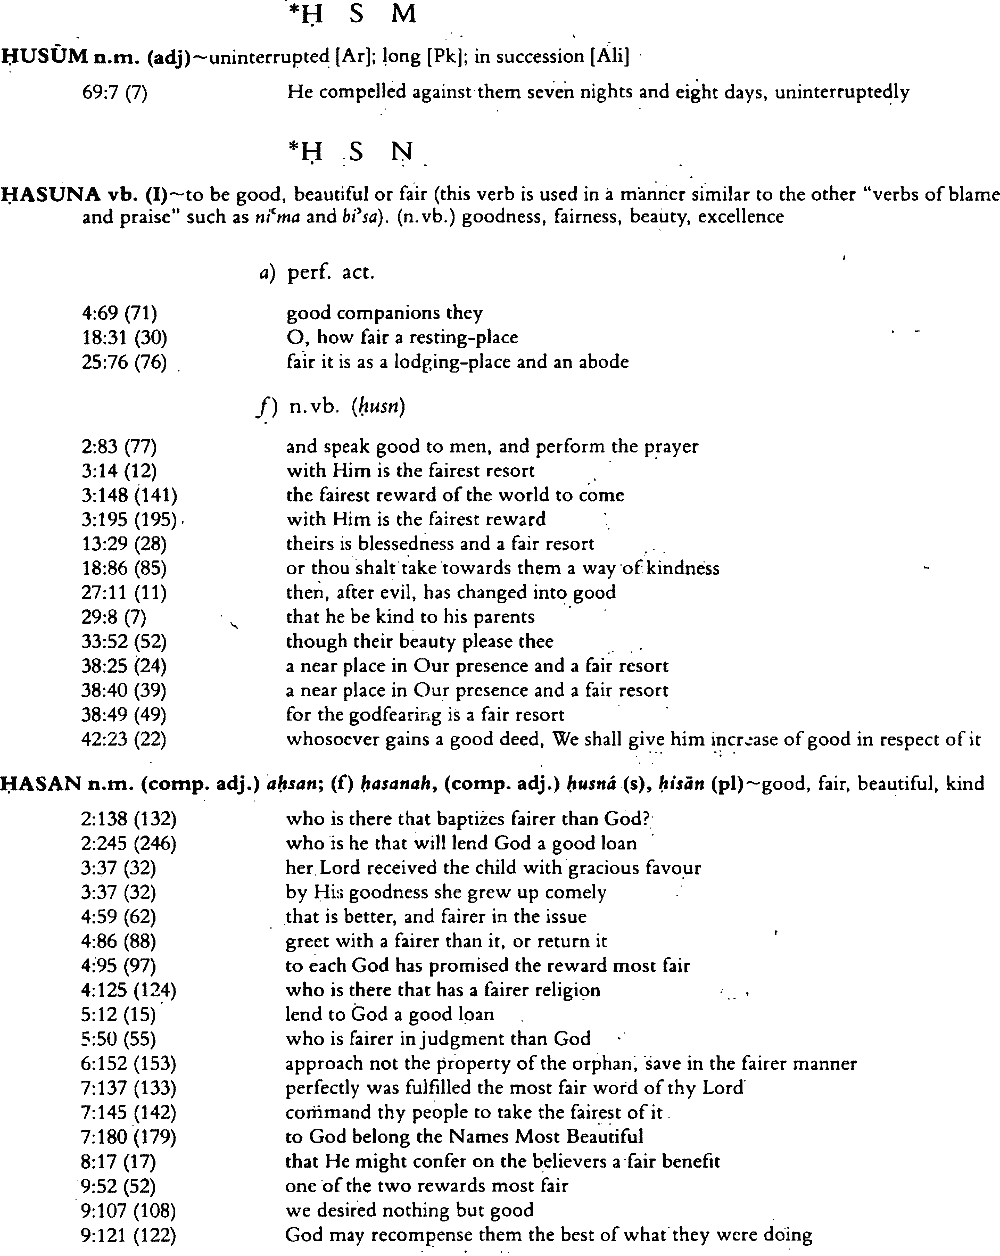 *Ḥ S M
ḤUSŪM n.m. (adj)~uninterrupted [Ar]; long [Pk]; in succession [Ali]
69:7 (7) He compelled against them seven nights and eight days, uninterruptedly
*Ḥ S N
ḤASUNA vb. (I)~to be good, beautiful or fair (this verb is used in a manner similar to the other “verbs of blame
and praise” such as niʿma and biʾsa). (n.vb.) goodness, fairness, beauty, excellence
a) perf. act.
4:69 (71) good companions they
18:31 (30) O, how fair a resting-place
25:76 (76) fair it is as a lodging-place and an abode
f) n.vb. (ḥusn)
2:83 (77) and speak good to men, and perform the prayer
3:14 (12) with Him is the fairest resort
3:148 (141) the fairest reward of the world to come
3:195 (195) with Him is the fairest reward
13:29 (28) theirs is blessedness and a fair resort
18:86 (85) or thou shalt take towards them a way of kindness
27:11 (11) then, after evil, has changed into good
29:8 (7) that he be kind to his parents
33:52 (52) though their beauty please thee
38:25 (24) a near place in Our presence and a fair resort
38:40 (39) a near place in Our presence and a fair resort
38:49 (49) for the godfearing is a fair resort
42:23 (22) whosoever gains a good deed, We shall give him increase of good in respect of it
ḤASAN n.m. (comp. adj.) aḥsan; (f) ḥasanah, (comp. adj.) ḥusná (s), ḥisān (pl)~good, fair, beautiful, kind
2:138 (132) who is there that baptizes fairer than God?
2:245 (246) who is he that will lend God a good loan
3:37 (32) her Lord received the child with gracious favour
3:37 (32) by His goodness she grew up comely
4:59 (62) that is better, and fairer in the issue
4:86 (88) greet with a fairer than it, or return it
4:95 (97) to each God has promised the reward most fair
4:125 (124) who is there that has a fairer religion
5:12 (15) lend to God a good loan
5:50 (55) who is fairer in judgment than God
6:152 (153) approach not the property of the orphan, save in the fairer manner
7:137 (133) perfectly was fulfilled the most fair word of thy Lord
7:145 (142) command thy people to take the fairest of it
7:180 (179) to God belong the Names Most Beautiful
8:17 (17) that He might confer on the believers a fair benefit
9:52 (52) one of the two rewards most fair
9:107 (108) we desired nothing but good
9:121 (122) God may recompense them the best of what they were doing